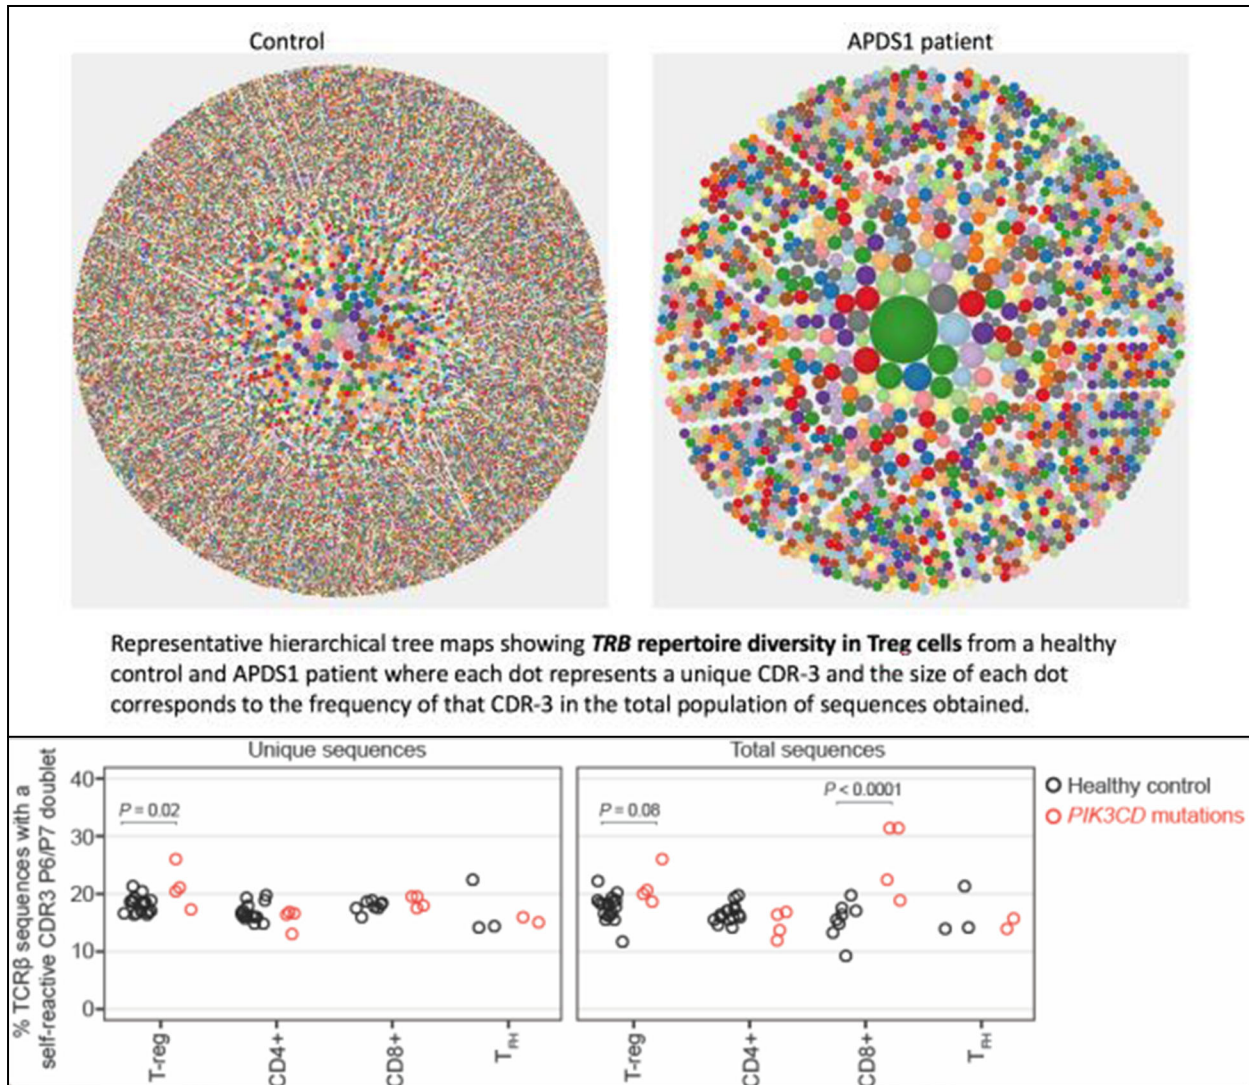 Control
APDS1 patient
Representative hierarchical tree maps showing TRB repertoire diversity in Treg cells from a healthy
control and APDS1 patient where each dot represents a unique CDR-3 and the size of each dot
corresponds to the frequency of that CDR-3 in the total population of sequences obtained.
% TCRβ sequences with a
self-reactive CDR3 P6/P7 doublet
Unique sequences
Total sequences
40
30
20
10
0
P = 0.02
P = 0.08
P < 0.0001
Healthy control
PIK3CD mutations
T-reg
CD4+
CD8+
TFH
T-reg
CD4+
CD8+
TFH